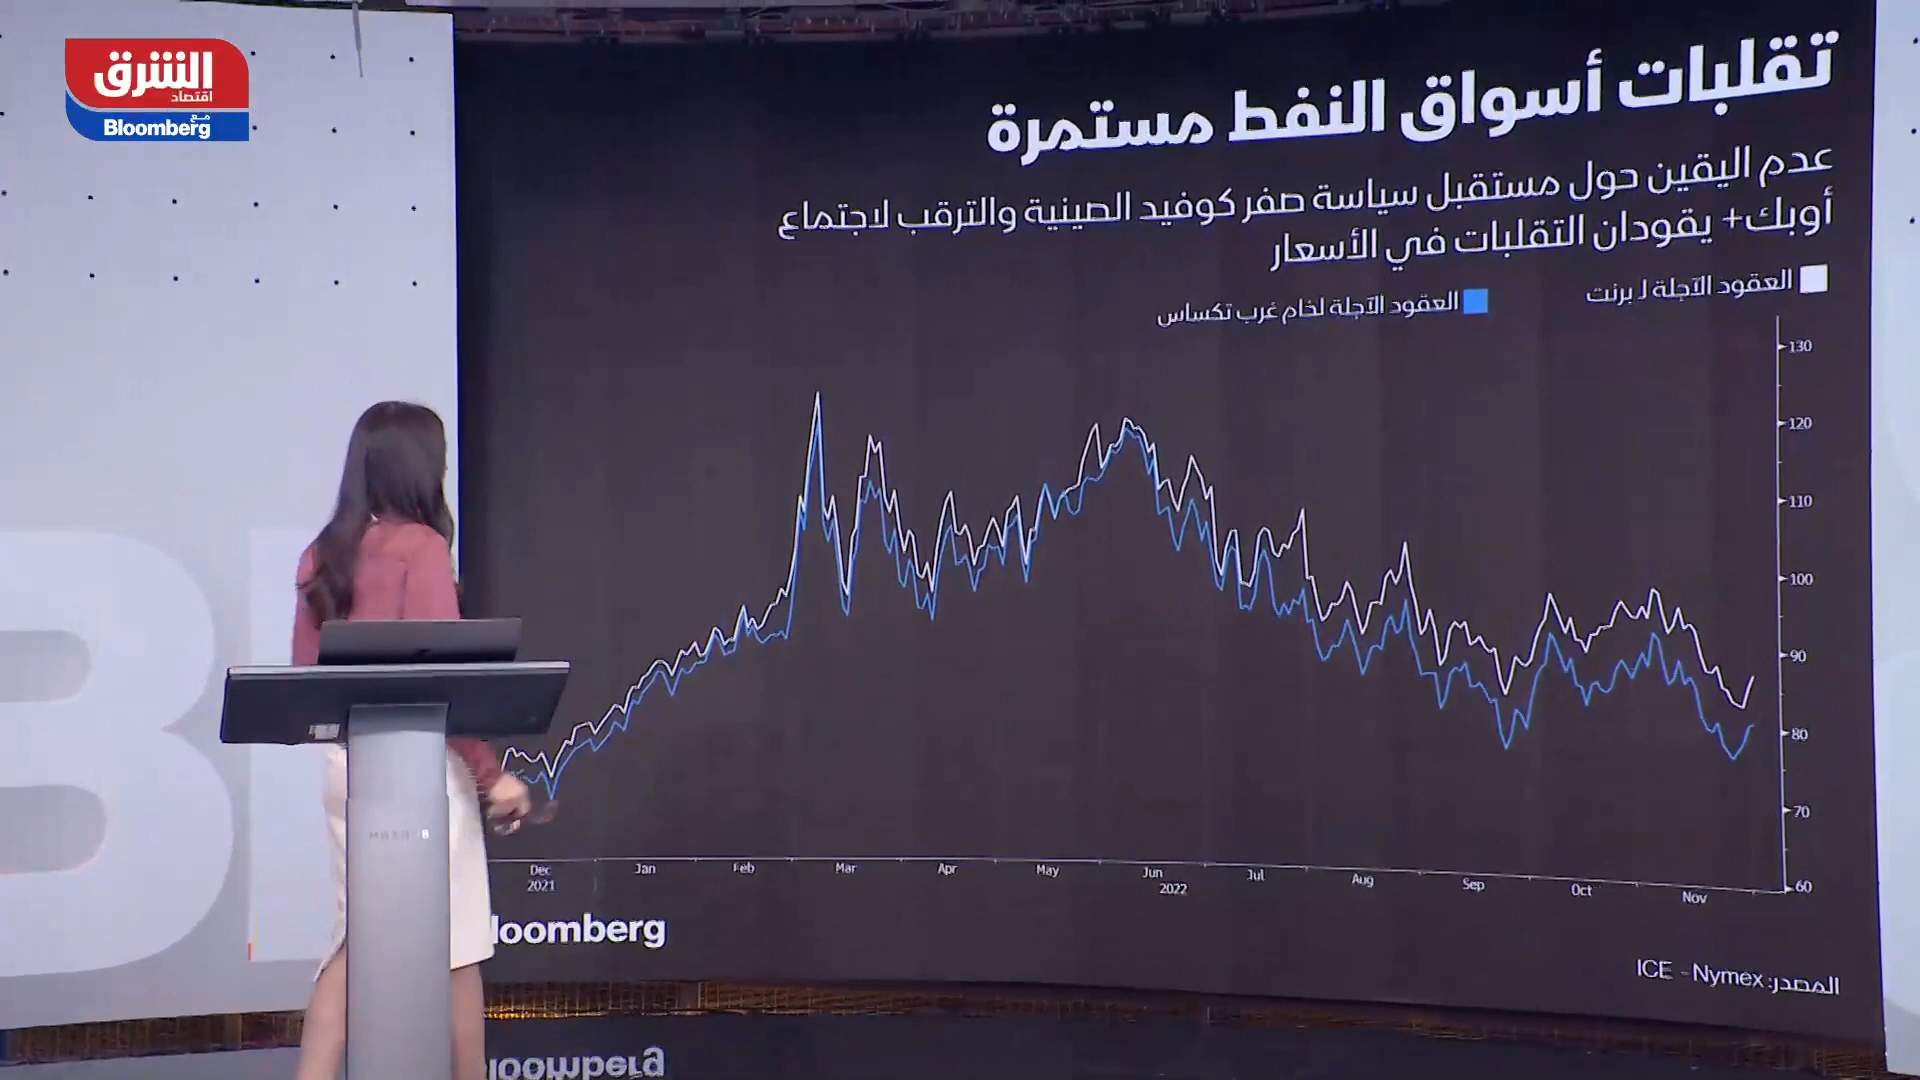 الشرق
اقتصاد
مع
Bloomberg
تقلبات أسواق النفط مستمرة
عدم اليقين حول مستقبل سياسة صفر كوفيد الصينية والترقب لاجتماع
أوبك+ يقودان التقلبات في الأسعار
العقود الآجلة لـ برنت
العقود الآجلة لخام غرب تكساس
130
120
110
100
90
80
70
60
Dec Jan Feb Mar Apr May Jun Jul Aug Sep Oct Nov
2021 2022
loomberg
المصدر: ICE - Nymex